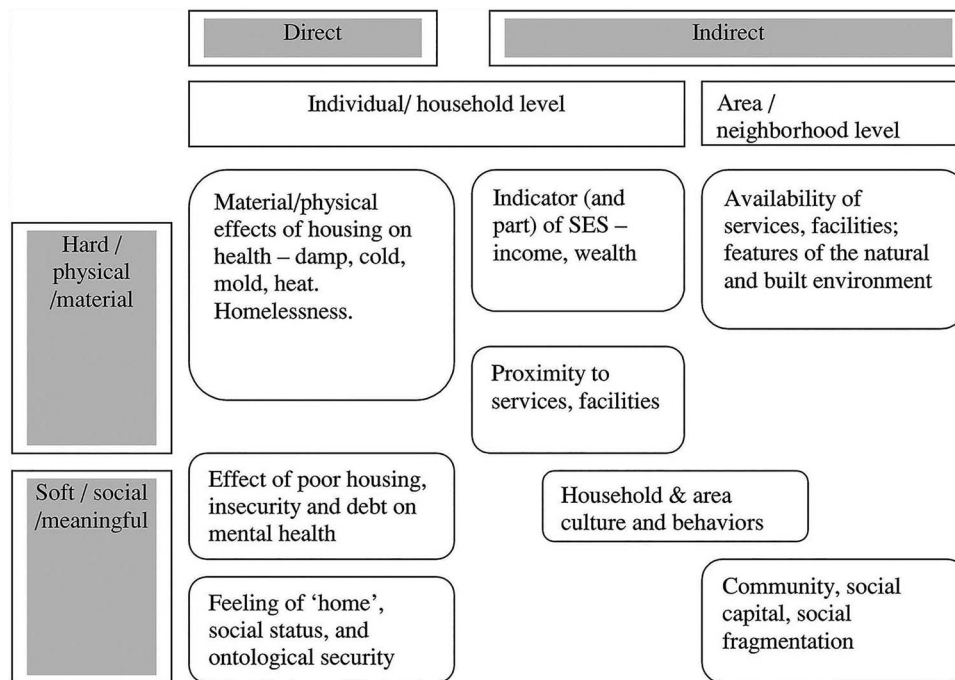 Direct
Indirect
Individual/ household level
Area /
neighborhood level
Hard /
physical
/material
Material/physical
effects of housing on
health – damp, cold,
mold, heat.
Homelessness.
Indicator (and
part) of SES –
income, wealth
Availability of
services, facilities;
features of the natural
and built environment
Proximity to
services, facilities
Soft / social
/meaningful
Effect of poor housing,
insecurity and debt on
mental health
Household & area
culture and behaviors
Feeling of ‘home’,
social status, and
ontological security
Community, social
capital, social
fragmentation